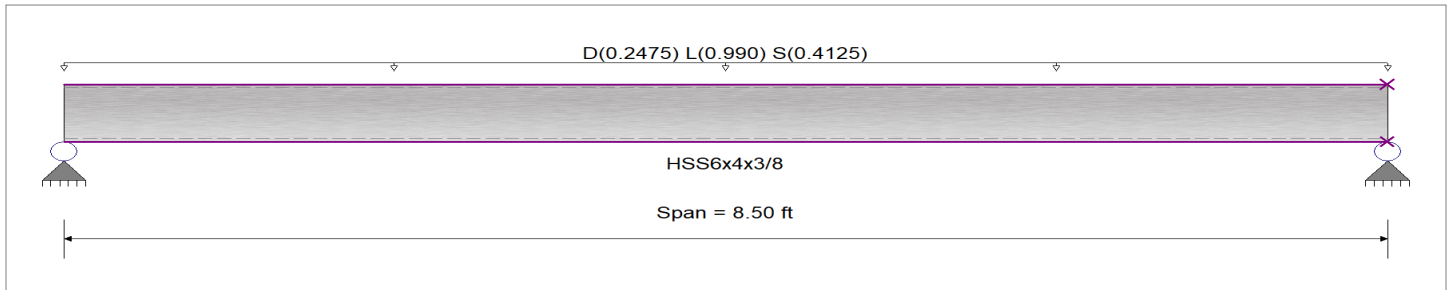 D(0.2475) L(0.990) S(0.4125)
HSS6x4x3/8
Span = 8.50 ft